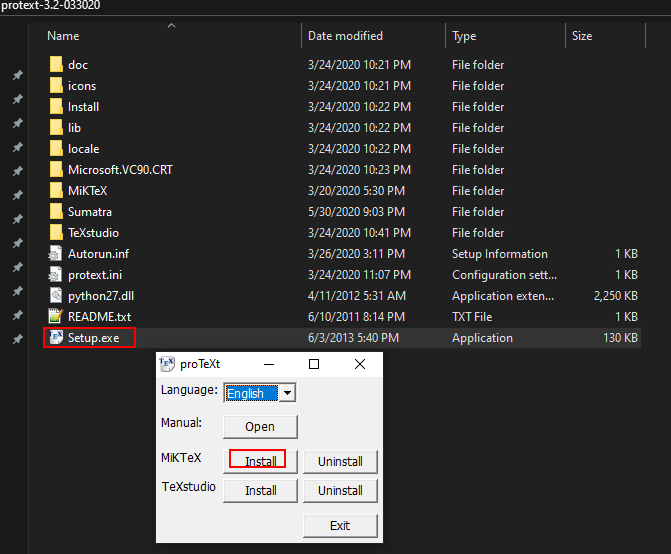 protext-3.2-033020
Name Date modified Type Size
doc 3/24/2020 10:21 PM File folder
icons 3/24/2020 10:21 PM File folder
Install 3/24/2020 10:22 PM File folder
lib 3/24/2020 10:22 PM File folder
locale 3/24/2020 10:22 PM File folder
Microsoft.VC90.CRT 3/24/2020 10:23 PM File folder
MiKTeX 3/20/2020 5:30 PM File folder
Sumatra 5/30/2020 9:03 PM File folder
TeXstudio 3/24/2020 10:41 PM File folder
Autorun.inf 3/26/2020 3:11 PM Setup Information 1 KB
protext.ini 3/24/2020 11:07 PM Configuration sett... 1 KB
python27.dll 4/11/2012 5:31 AM Application exten... 2,250 KB
README.txt 6/10/2011 8:14 PM TXT File 1 KB
Setup.exe 6/3/2013 5:40 PM Application 130 KB
TEX proTeXt
Language: English
Manual: Open
MiKTeX Install Uninstall
TeXstudio Install Uninstall
Exit